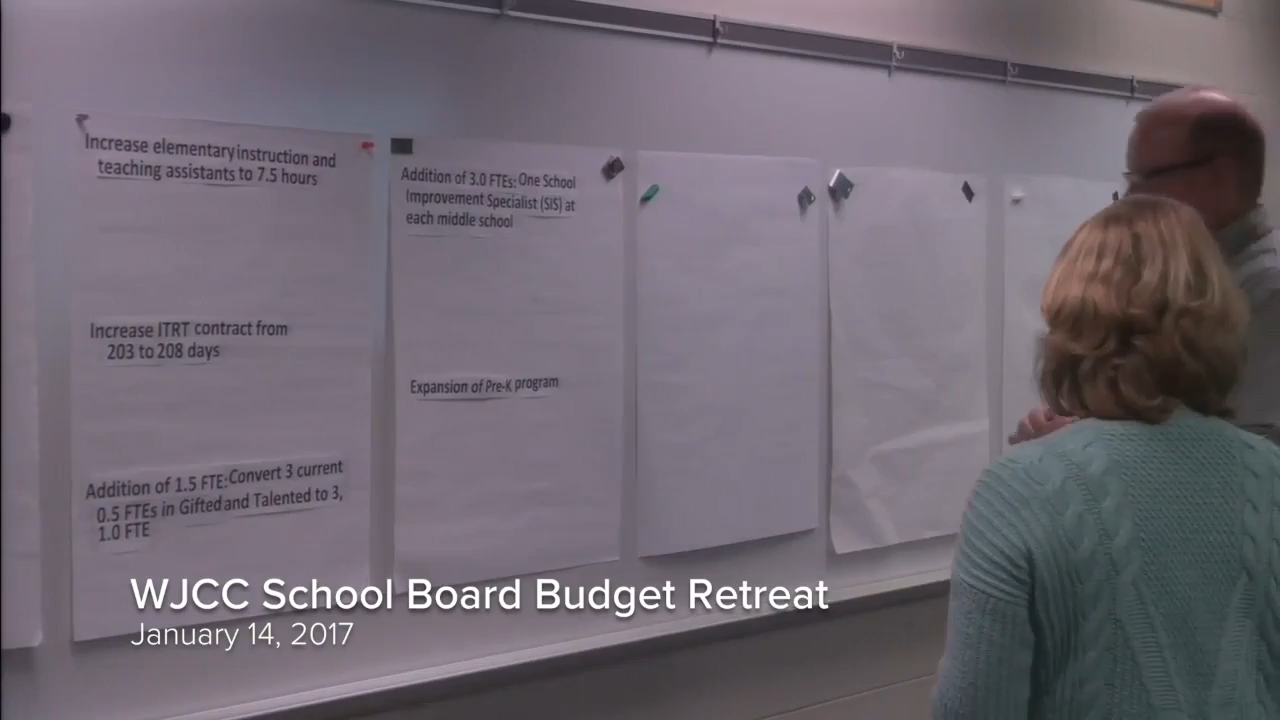 Increase elementary instruction and
teaching assistants to 7.5 hours
Increase ITRT contract from
203 to 208 days
Addition of 1.5 FTE: Convert 3 current
0.5 FTEs in Gifted and Talented to 3,
1.0 FTE
Addition of 3.0 FTEs: One School
Improvement Specialist (SIS) at
each middle school
Expansion of Pre-K program
WJCC School Board Budget Retreat
January 14, 2017